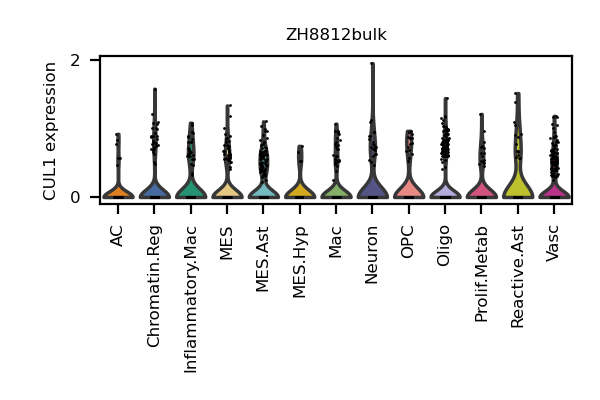 ZH8812bulk
CUL1 expression
2
0
AC
Chromatin.Reg
Inflammatory.Mac
MES
MES.Ast
MES.Hyp
Mac
Neuron
OPC
Oligo
Prolif.Metab
Reactive.Ast
Vasc